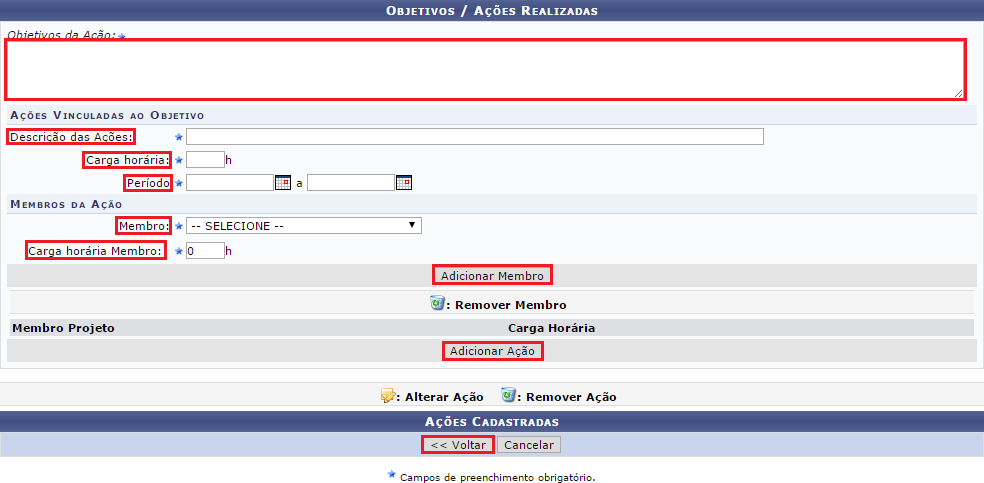 Objetivos / Ações Realizadas
Objetivos da Ação:
Ações Vinculadas ao Objetivo
Descrição das Ações:
Carga horária: h
Período a
Membros da Ação
Membro: -- SELECIONE --
Carga horária Membro: 0 h
Adicionar Membro
: Remover Membro
Membro Projeto Carga Horária
Adicionar Ação
: Alterar Ação : Remover Ação
Ações Cadastradas
<< Voltar Cancelar
Campos de preenchimento obrigatório.